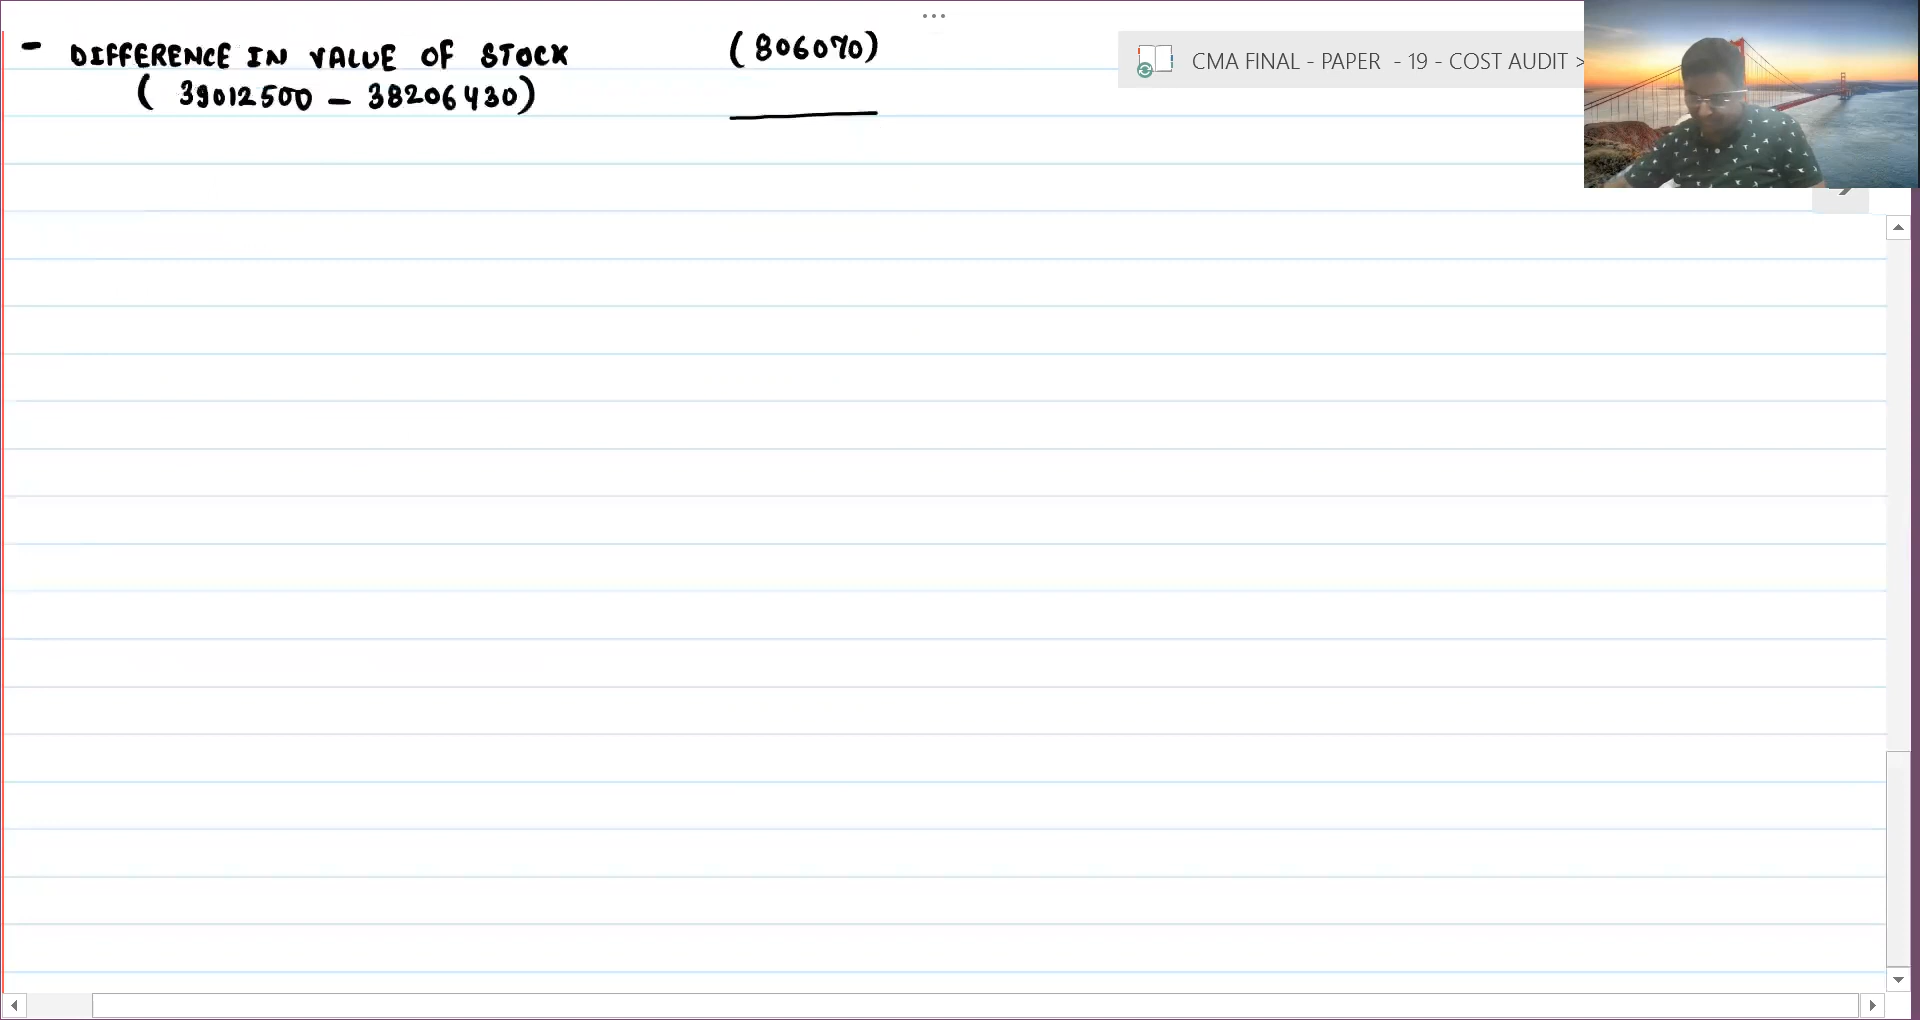 - DIFFERENCE IN VALUE OF STOCK (806070)
( 39012500 - 38206430)
CMA FINAL - PAPER - 19 - COST AUDIT >